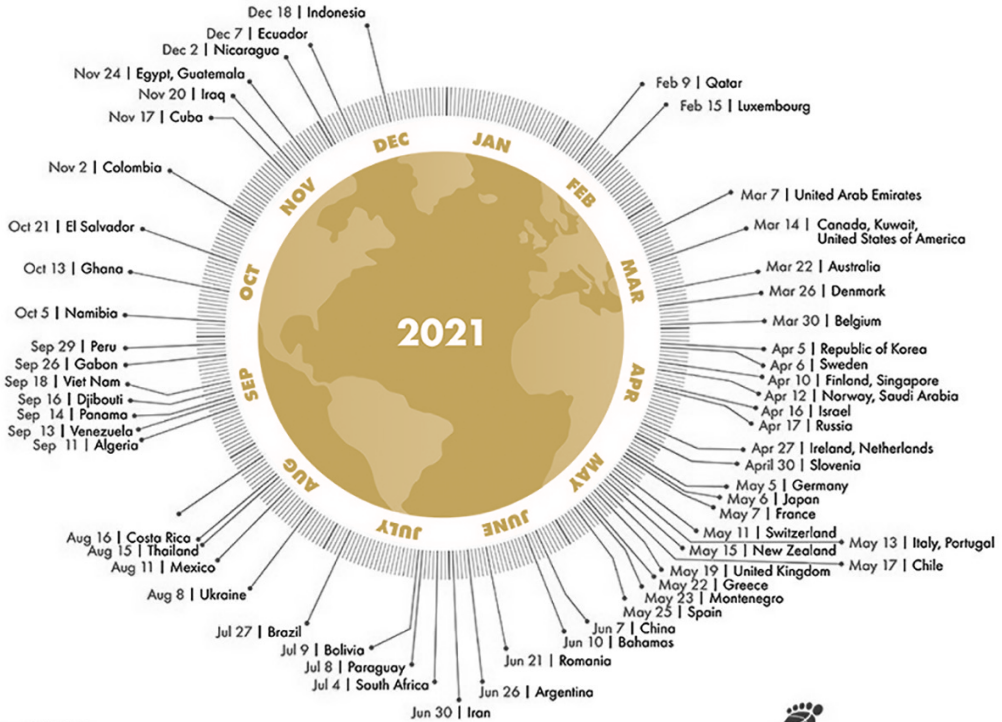 Dec 18 | Indonesia
Dec 7 | Ecuador
Dec 2 | Nicaragua
Nov 24 | Egypt, Guatemala
Nov 20 | Iraq
Nov 17 | Cuba
Nov 2 | Colombia
Oct 21 | El Salvador
Oct 13 | Ghana
Oct 5 | Namibia
Sep 29 | Peru
Sep 26 | Gabon
Sep 18 | Viet Nam
Sep 16 | Djibouti
Sep 14 | Panama
Sep 13 | Venezuela
Sep 11 | Algeria
Aug 16 | Costa Rica
Aug 15 | Thailand
Aug 11 | Mexico
Aug 8 | Ukraine
Jul 27 | Brazil
Jul 9 | Bolivia
Jul 8 | Paraguay
Jul 4 | South Africa
Jun 30 | Iran
Feb 9 | Qatar
Feb 15 | Luxembourg
Mar 7 | United Arab Emirates
Mar 14 | Canada, Kuwait,
United States of America
Mar 22 | Australia
Mar 26 | Denmark
Mar 30 | Belgium
Apr 5 | Republic of Korea
Apr 6 | Sweden
Apr 10 | Finland, Singapore
Apr 12 | Norway, Saudi Arabia
Apr 16 | Israel
Apr 17 | Russia
Apr 27 | Ireland, Netherlands
April 30 | Slovenia
May 5 | Germany
May 6 | Japan
May 7 | France
May 11 | Switzerland
May 13 | Italy, Portugal
May 15 | New Zealand
May 17 | Chile
May 19 | United Kingdom
May 22 | Greece
May 23 | Montenegro
May 25 | Spain
Jun 7 | China
Jun 10 | Bahamas
Jun 21 | Romania
Jun 26 | Argentina
JAN
FEB
MAR
APR
MAY
JUNE
JULY
AUG
SEP
OCT
NOV
DEC
2021